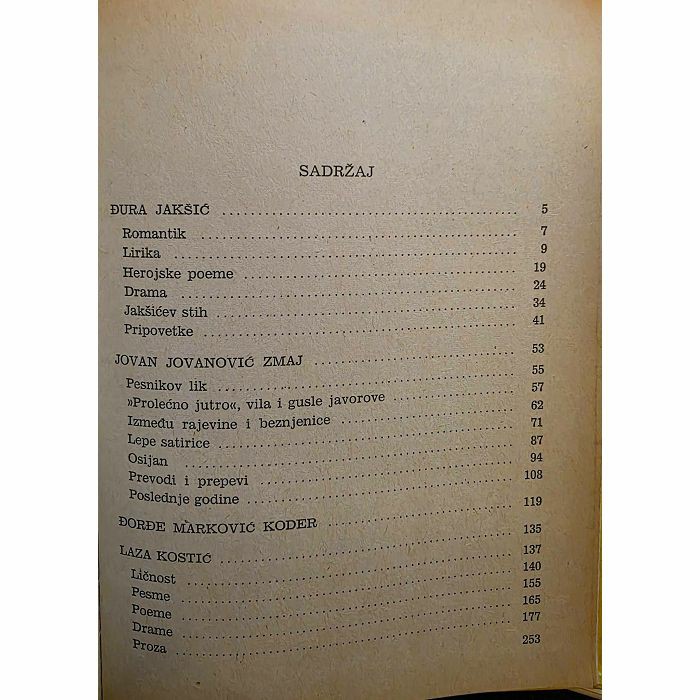 SADRŽAJ
ĐURA JAKŠIĆ ........ 5
Romantik ........ 7
Lirika ........ 9
Herojske poeme ........ 19
Drama ........ 24
Jakšićev stih ........ 34
Pripovetke ........ 41
JOVAN JOVANOVIĆ ZMAJ ........ 53
Pesnikov lik ........ 55
»Prolećno jutro«, vila i gusle javorove ........ 57
Između rajevine i beznjenice ........ 62
Lepe satirice ........ 71
Osijan ........ 87
Prevodi i prepevi ........ 94
Poslednje godine ........ 108
ĐORĐE MARKOVIĆ KODER ........ 119
LAZA KOSTIĆ ........ 135
Ličnost ........ 137
Pesme ........ 140
Poeme ........ 155
Drame ........ 165
Proza ........ 177
253